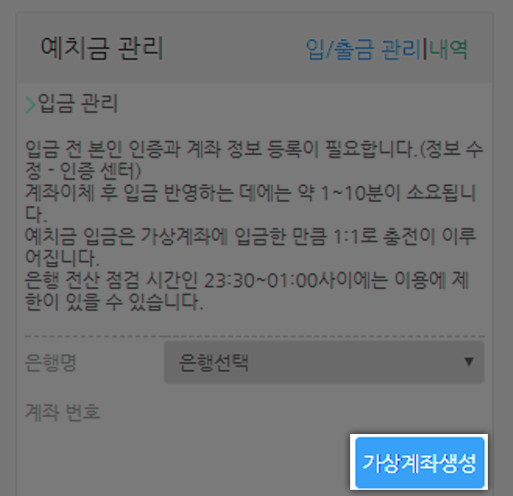 예치금 관리 입/출금 관리|내역
>입금 관리
입금 전 본인 인증과 계좌 정보 등록이 필요합니다.(정보 수
정 - 인증 센터)
계좌이체 후 입금 반영하는 데에는 약 1~10분이 소요됩니
다.
예치금 입금은 가상계좌에 입금한 만큼 1:1로 충전이 이루
어집니다.
은행 전산 점검 시간인 23:30~01:00사이에는 이용에 제
한이 있을 수 있습니다.
은행명 은행선택 ▼
계좌 번호
가상계좌생성